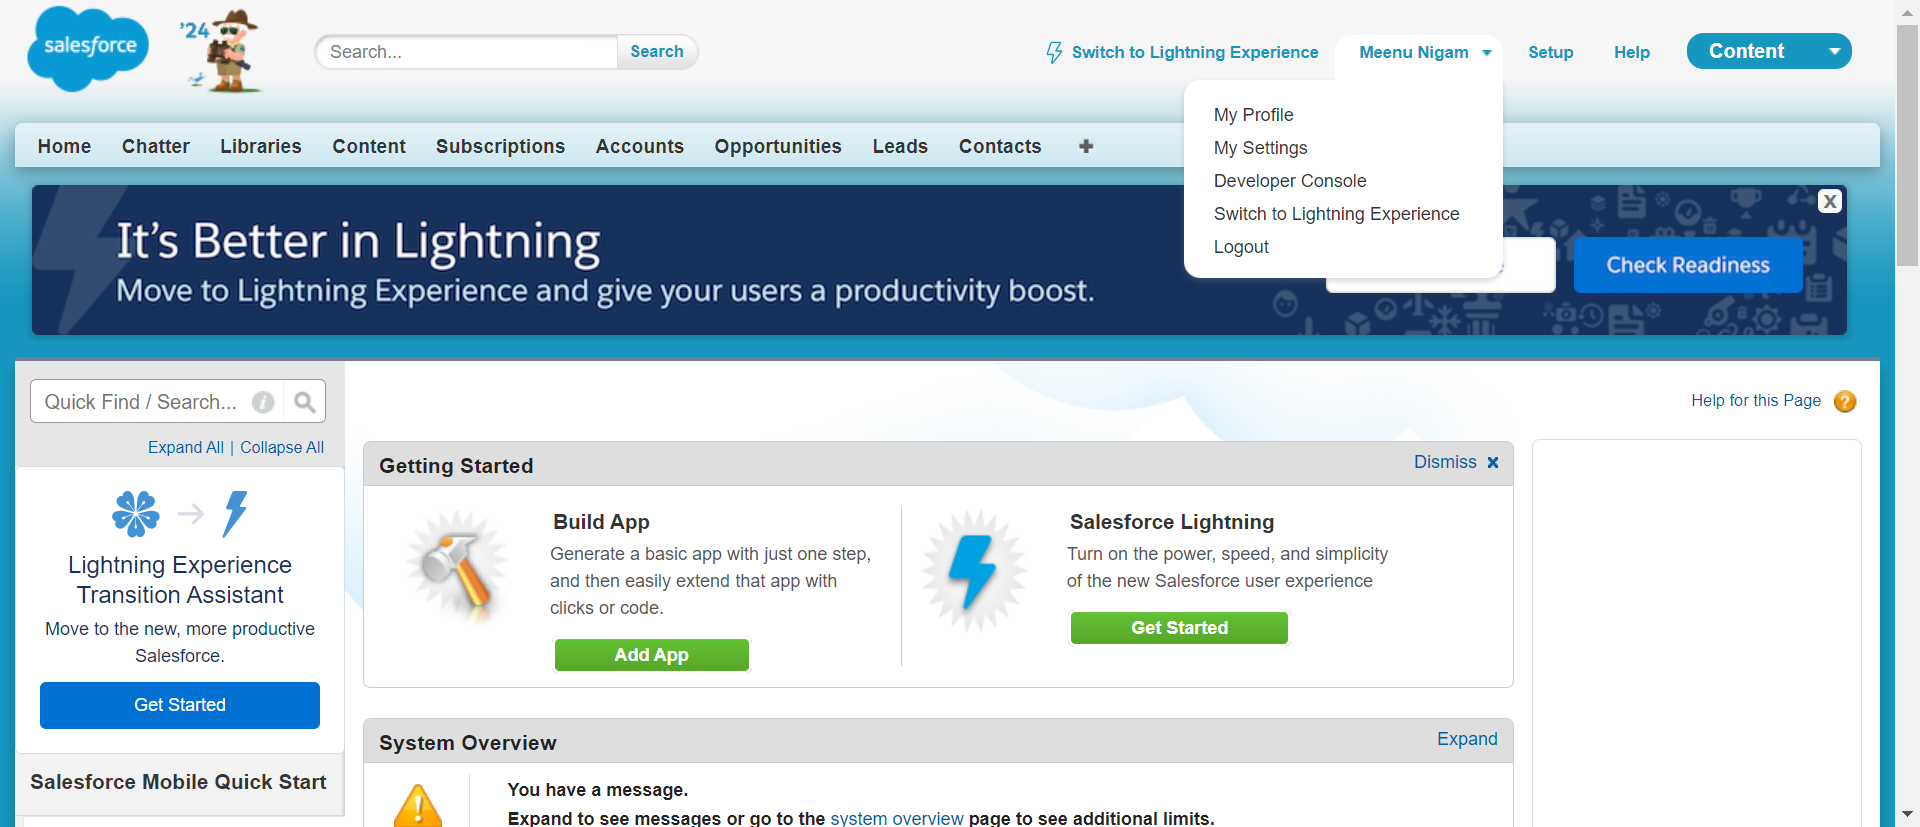 salesforce
'24
Search...
Search
Switch to Lightning Experience
Meenu Nigam
Setup
Help
Content
My Profile
My Settings
Developer Console
Switch to Lightning Experience
Logout
Home
Chatter
Libraries
Content
Subscriptions
Accounts
Opportunities
Leads
Contacts
It's Better in Lightning
Move to Lightning Experience and give your users a productivity boost.
X
Check Readiness
Quick Find / Search...
Expand All | Collapse All
Lightning Experience
Transition Assistant
Move to the new, more productive
Salesforce.
Get Started
Salesforce Mobile Quick Start
Help for this Page
Getting Started
Dismiss
Build App
Generate a basic app with just one step,
and then easily extend that app with
clicks or code.
Add App
Salesforce Lightning
Turn on the power, speed, and simplicity
of the new Salesforce user experience
Get Started
System Overview
Expand
You have a message.
Expand to see messages or go to the system overview page to see additional limits.